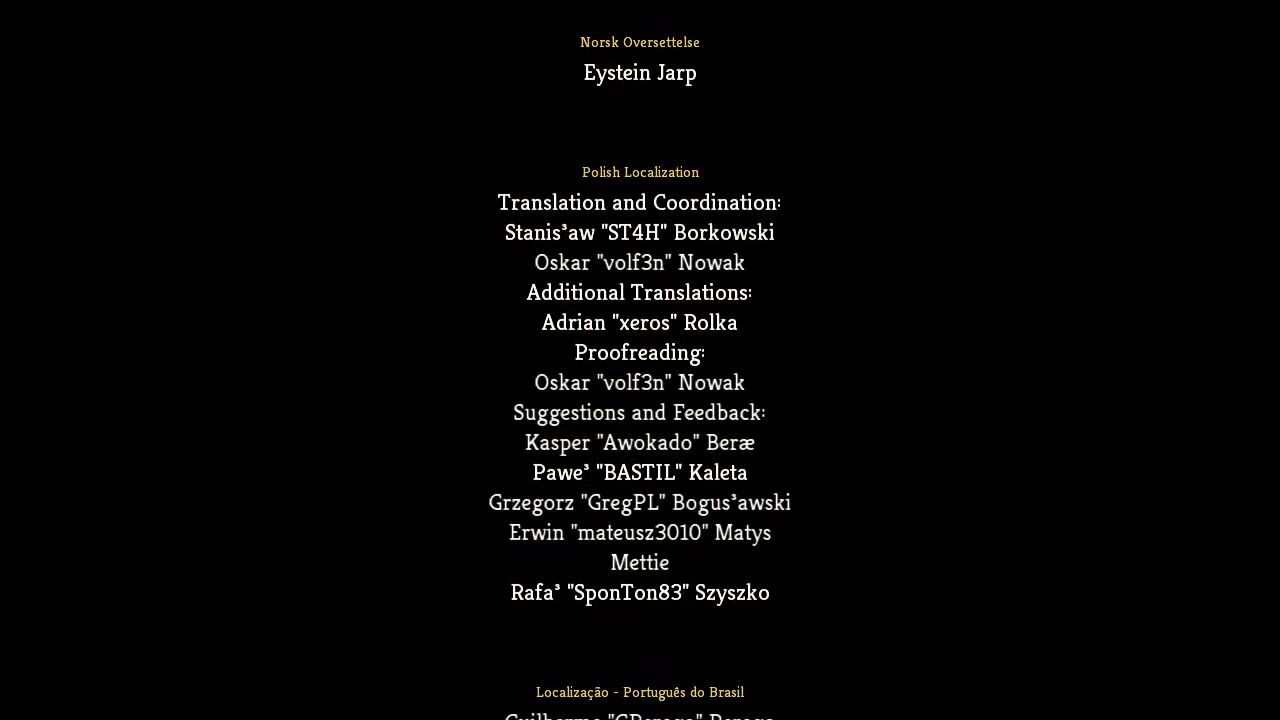 Norsk Oversettelse
Eystein Jarp
Polish Localization
Translation and Coordination:
Stanis³aw "ST4H" Borkowski
Oskar "volf3n" Nowak
Additional Translations:
Adrian "xeros" Rolka
Proofreading:
Oskar "volf3n" Nowak
Suggestions and Feedback:
Kasper "Awokado" Beræ
Pawe³ "BASTIL" Kaleta
Grzegorz "GregPL" Bogus³awski
Erwin "mateusz3010" Matys
Mettie
Rafa³ "SponTon83" Szyszko
Localização - Português do Brasil